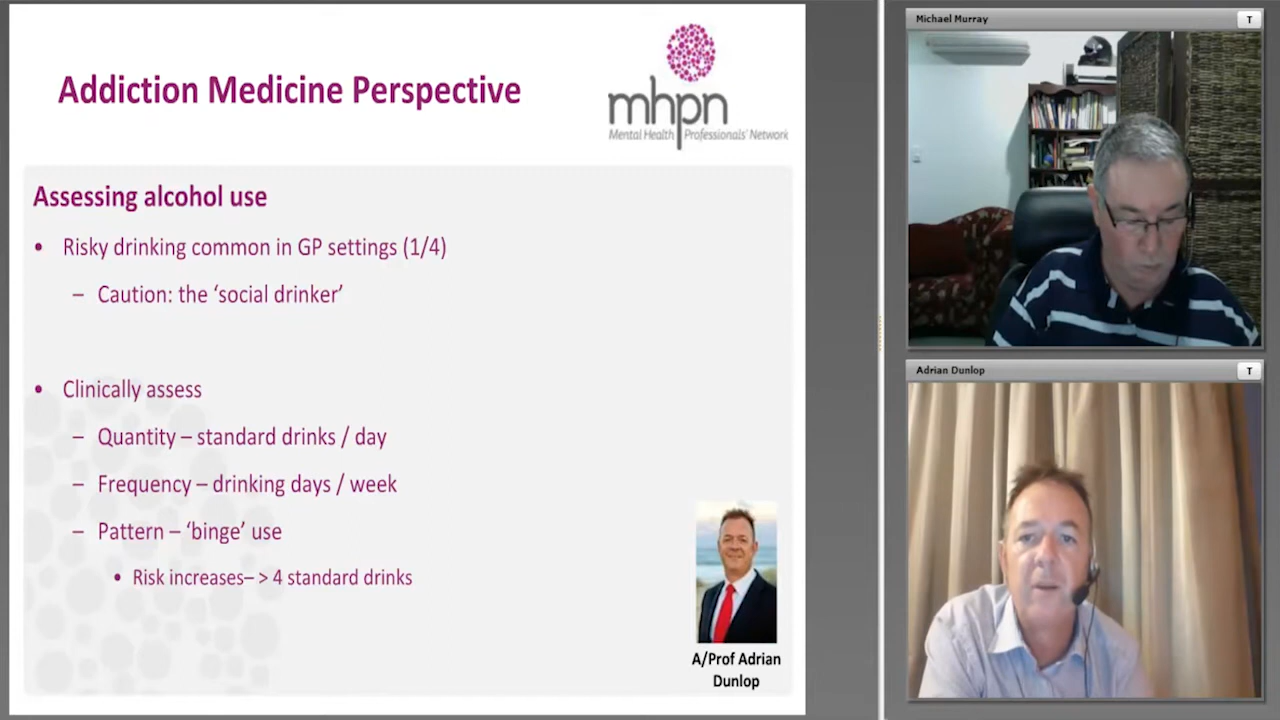 Addiction Medicine Perspective
mhpn
Mental Health Professionals' Network
Assessing alcohol use
• Risky drinking common in GP settings (1/4)
– Caution: the 'social drinker'
• Clinically assess
– Quantity – standard drinks / day
– Frequency – drinking days / week
– Pattern – 'binge' use
• Risk increases– > 4 standard drinks
A/Prof Adrian
Dunlop
Michael Murray
T
Adrian Dunlop
T